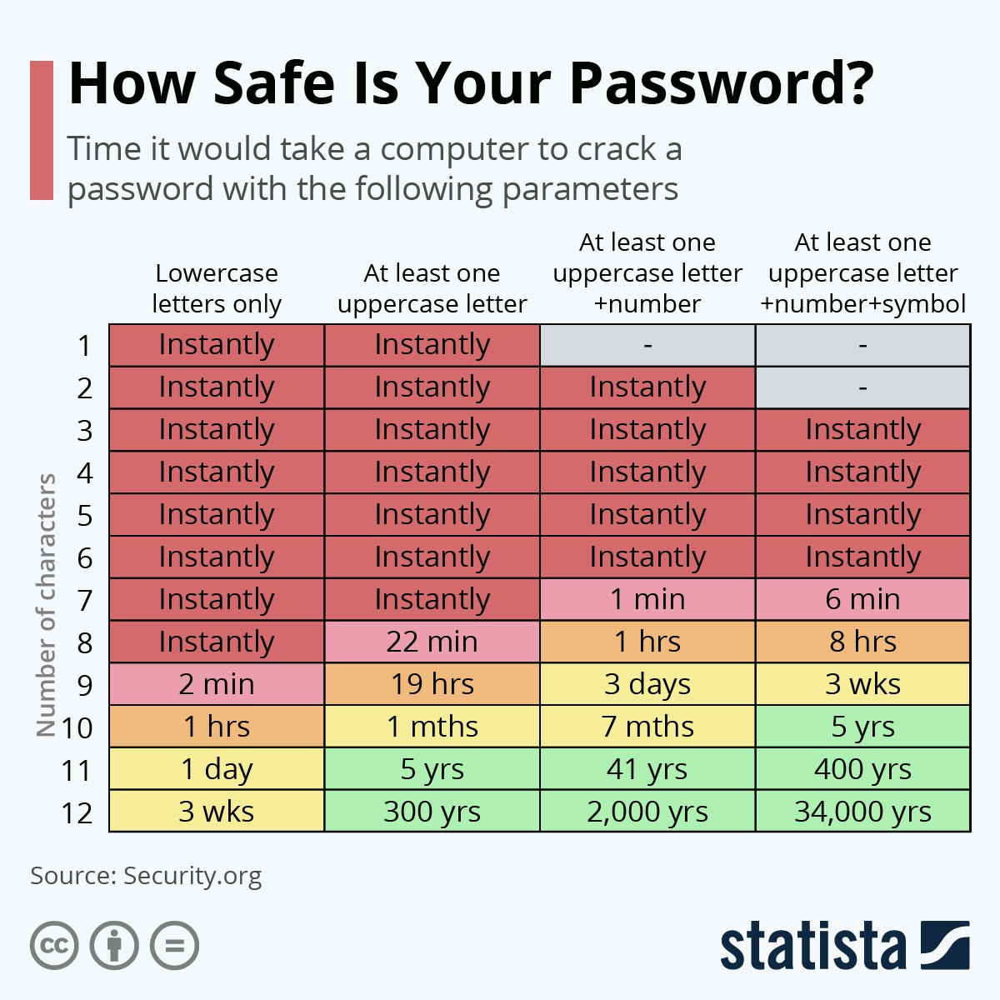 How Safe Is Your Password?
Time it would take a computer to crack a
password with the following parameters
Lowercase
letters only
At least one
uppercase letter
At least one
uppercase letter
+number
At least one
uppercase letter
+number+symbol
Number of characters
1 Instantly Instantly - -
2 Instantly Instantly Instantly -
3 Instantly Instantly Instantly Instantly
4 Instantly Instantly Instantly Instantly
5 Instantly Instantly Instantly Instantly
6 Instantly Instantly Instantly Instantly
7 Instantly Instantly 1 min 6 min
8 Instantly 22 min 1 hrs 8 hrs
9 2 min 19 hrs 3 days 3 wks
10 1 hrs 1 mths 7 mths 5 yrs
11 1 day 5 yrs 41 yrs 400 yrs
12 3 wks 300 yrs 2,000 yrs 34,000 yrs
Source: Security.org
cc
statista